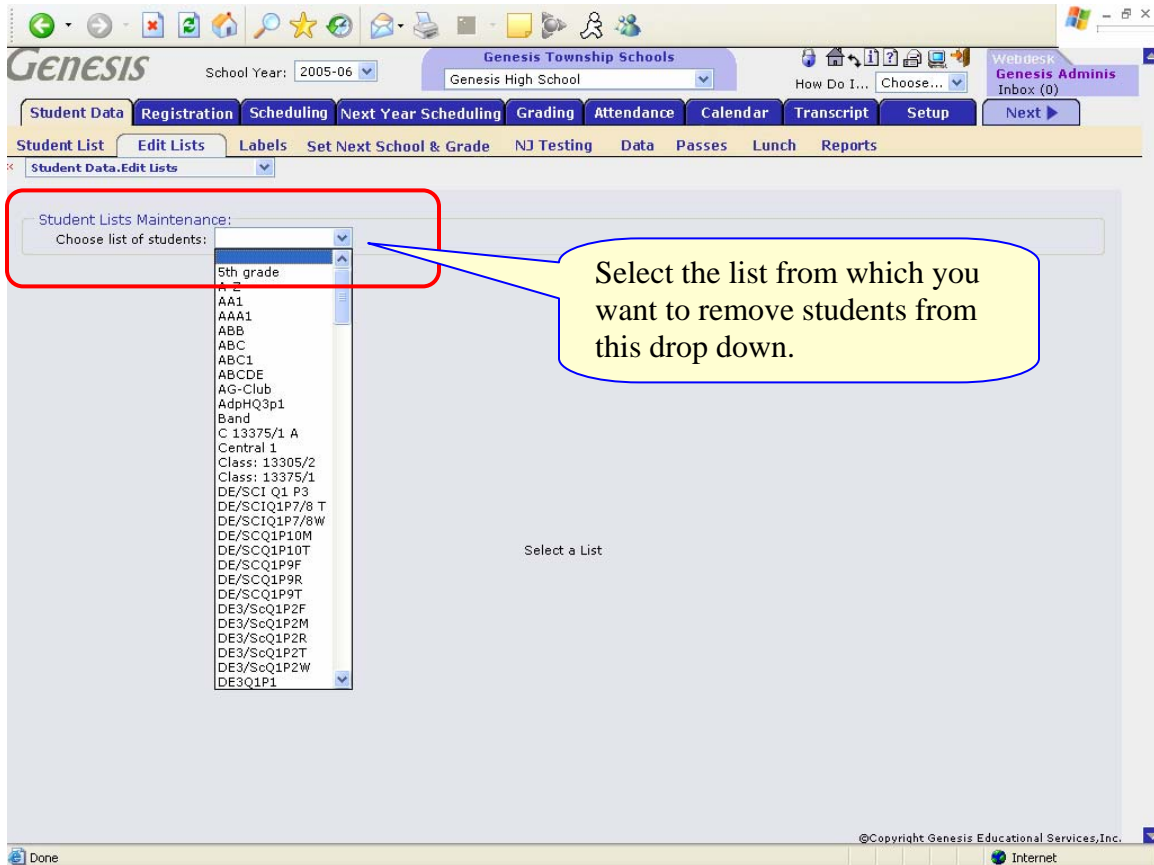 GENESIS
School Year: 2005-06
Genesis Township Schools
Genesis High School
How Do I... Choose...
Webdesk
Genesis Adminis
Inbox (0)
Student Data Registration Scheduling Next Year Scheduling Grading Attendance Calendar Transcript Setup Next
Student List Edit Lists Labels Set Next School & Grade NJ Testing Data Passes Lunch Reports
Student Data.Edit Lists
Student Lists Maintenance:
Choose list of students:
5th grade
A-Z
AA1
AAA1
ABB
ABC
ABC1
ABCDE
AG-Club
AdpHQ3p1
Band
C 13375/1 A
Central 1
Class: 13305/2
Class: 13375/1
DE/SCI Q1 P3
DE/SCIQ1P7/8 T
DE/SCIQ1P7/8W
DE/SCQ1P10M
DE/SCQ1P10T
DE/SCQ1P9F
DE/SCQ1P9R
DE/SCQ1P9T
DE3/ScQ1P2F
DE3/ScQ1P2M
DE3/ScQ1P2R
DE3/ScQ1P2T
DE3/ScQ1P2W
DE3Q1P1
Select the list from which you
want to remove students from
this drop down.
Select a List
©Copyright Genesis Educational Services,Inc.
Done
Internet